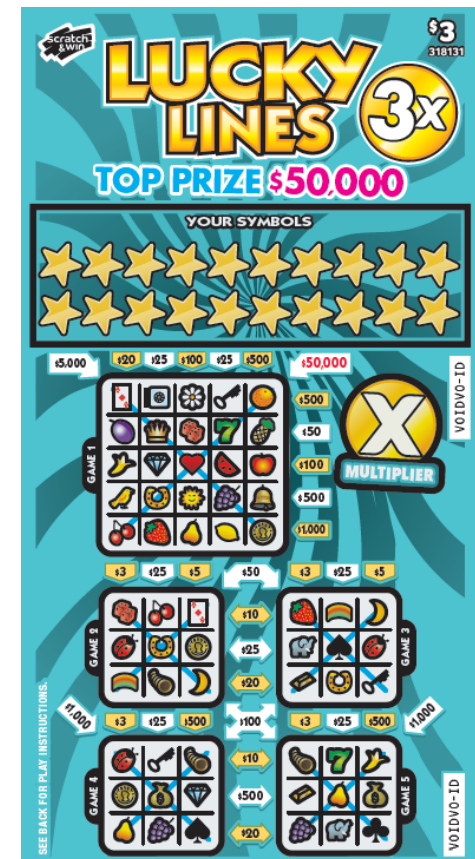 Scratch & Win
$3
318131
LUCKY
LINES
3X
TOP PRIZE $50,000
YOUR SYMBOLS
$5,000 $20 $25 $100 $25 $500 $50,000
$500
$50
$100
$500
$1,000
GAME 1
7
X
MULTIPLIER
VOIDVO-ID
$3 $25 $5 $50 $3 $25 $5
GAME 2
$10
$25
$20
GAME 3
$1,000 $3 $25 $500 $100 $3 $25 $500 $1,000
GAME 4
$10
$500
$20
7
GAME 5
SEE BACK FOR PLAY INSTRUCTIONS.
VOIDVO-ID